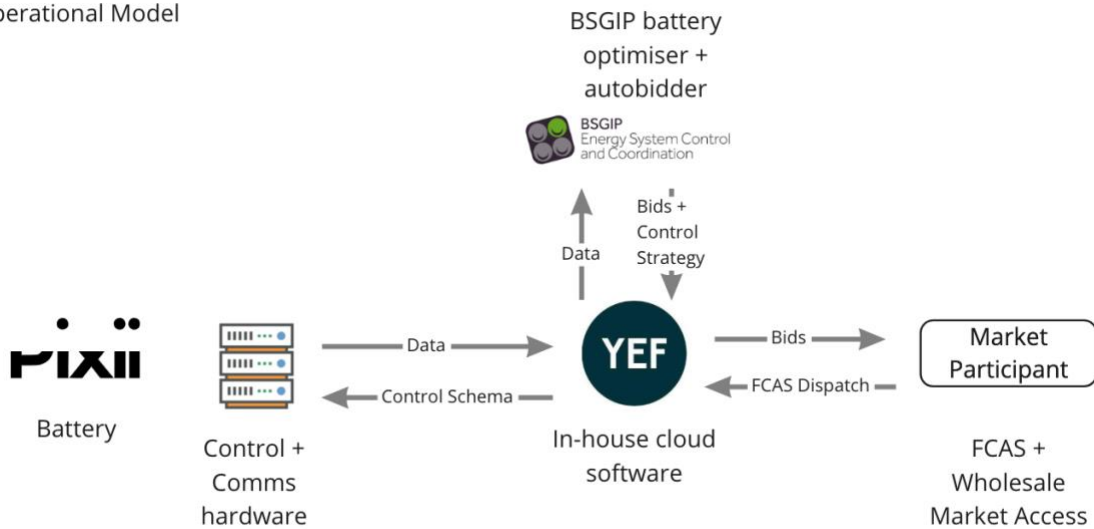 perational Model
BSGIP battery
optimiser +
autobidder
BSGIP
Energy System Control
and Coordination
Data
Bids +
Control
Strategy
pixii
Battery
Control +
Comms
hardware
Data
Control Schema
YEF
In-house cloud
software
Bids
FCAS Dispatch
Market
Participant
FCAS +
Wholesale
Market Access